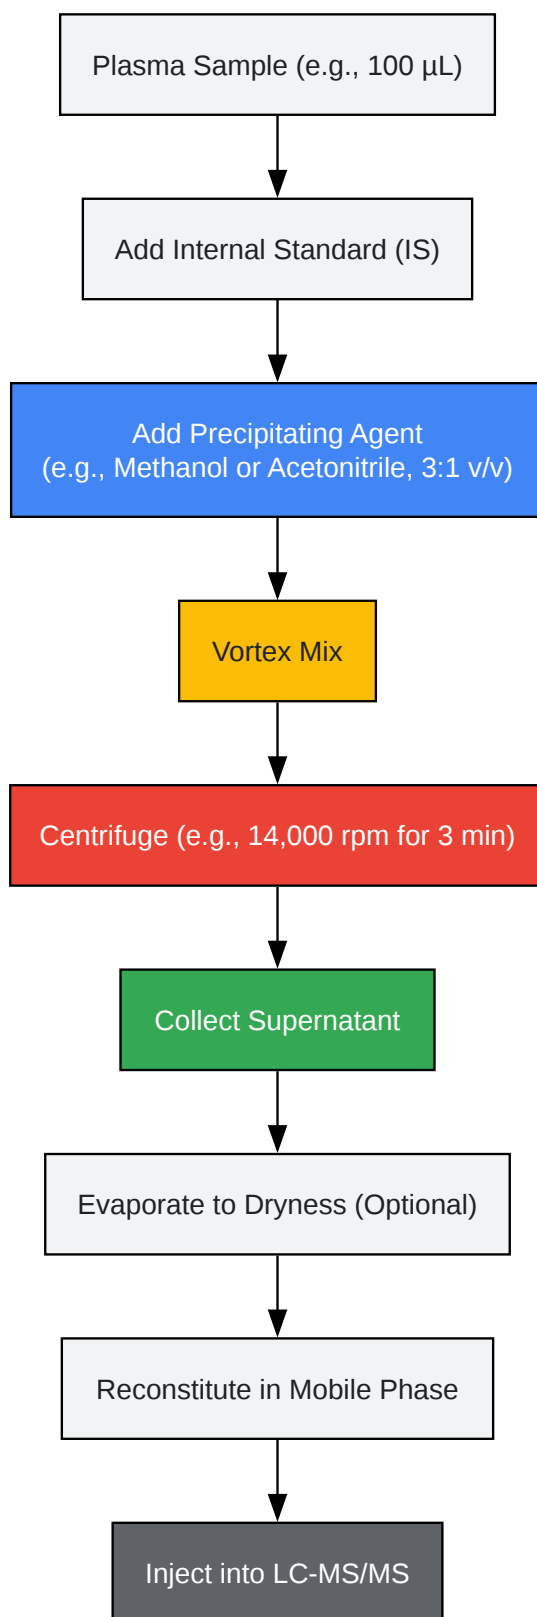 Plasma Sample (e.g., 100 µL)
Add Internal Standard (IS)
Add Precipitating Agent
(e.g., Methanol or Acetonitrile, 3:1 v/v)
Vortex Mix
Centrifuge (e.g., 14,000 rpm for 3 min)
Collect Supernatant
Evaporate to Dryness (Optional)
Reconstitute in Mobile Phase
Inject into LC-MS/MS